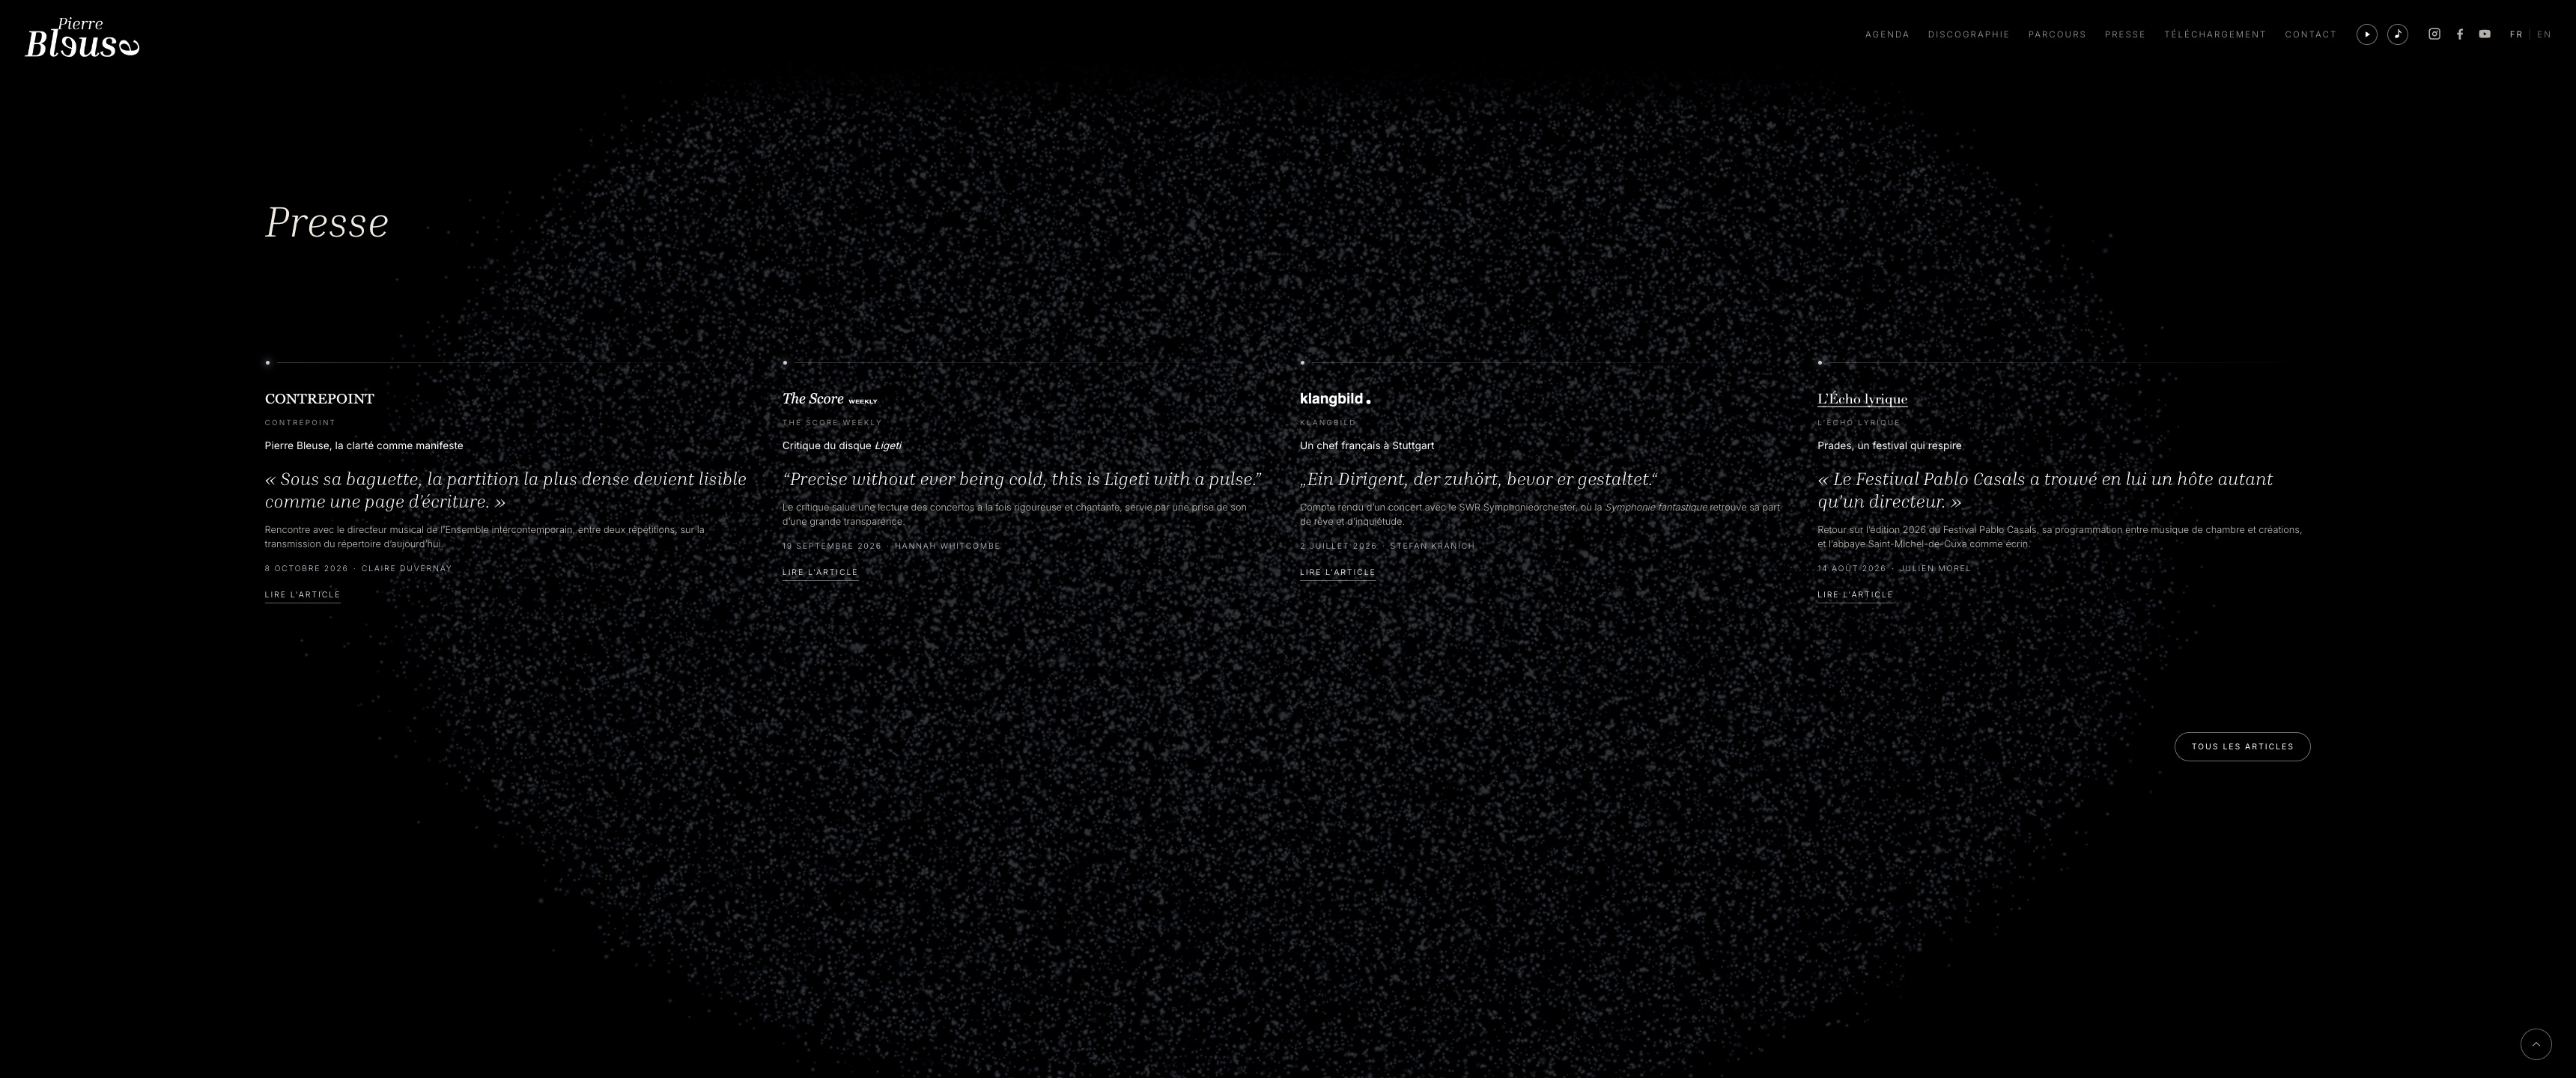 Pierre
Bleuse
AGENDA DISCOGRAPHIE PARCOURS PRESSE TÉLÉCHARGEMENT CONTACT FR | EN
Presse
CONTREPOINT
CONTREPOINT
Pierre Bleuse, la clarté comme manifeste
« Sous sa baguette, la partition la plus dense devient lisible
comme une page d’écriture. »
Rencontre avec le directeur musical de l’Ensemble intercontemporain, entre deux répétitions, sur la
transmission du répertoire d’aujourd’hui.
8 OCTOBRE 2026 · CLAIRE DUVERNAY
LIRE L’ARTICLE
The Score WEEKLY
THE SCORE WEEKLY
Critique du disque Ligeti
“Precise without ever being cold, this is Ligeti with a pulse.”
Le critique salue une lecture des concertos à la fois rigoureuse et chantante, servie par une prise de son
d’une grande transparence.
19 SEPTEMBRE 2026 · HANNAH WHITCOMBE
LIRE L’ARTICLE
klangbild.
KLANGBILD
Un chef français à Stuttgart
„Ein Dirigent, der zuhört, bevor er gestaltet.“
Compte rendu d’un concert avec le SWR Symphonieorchester, où la Symphonie fantastique retrouve sa part
de rêve et d’inquiétude.
2 JUILLET 2026 · STEFAN KRANICH
LIRE L’ARTICLE
L’Écho lyrique
L’ÉCHO LYRIQUE
Prades, un festival qui respire
« Le Festival Pablo Casals a trouvé en lui un hôte autant
qu’un directeur. »
Retour sur l’édition 2026 du Festival Pablo Casals, sa programmation entre musique de chambre et créations,
et l’abbaye Saint-Michel-de-Cuxa comme écrin.
14 AOÛT 2026 · JULIEN MOREL
LIRE L’ARTICLE
TOUS LES ARTICLES